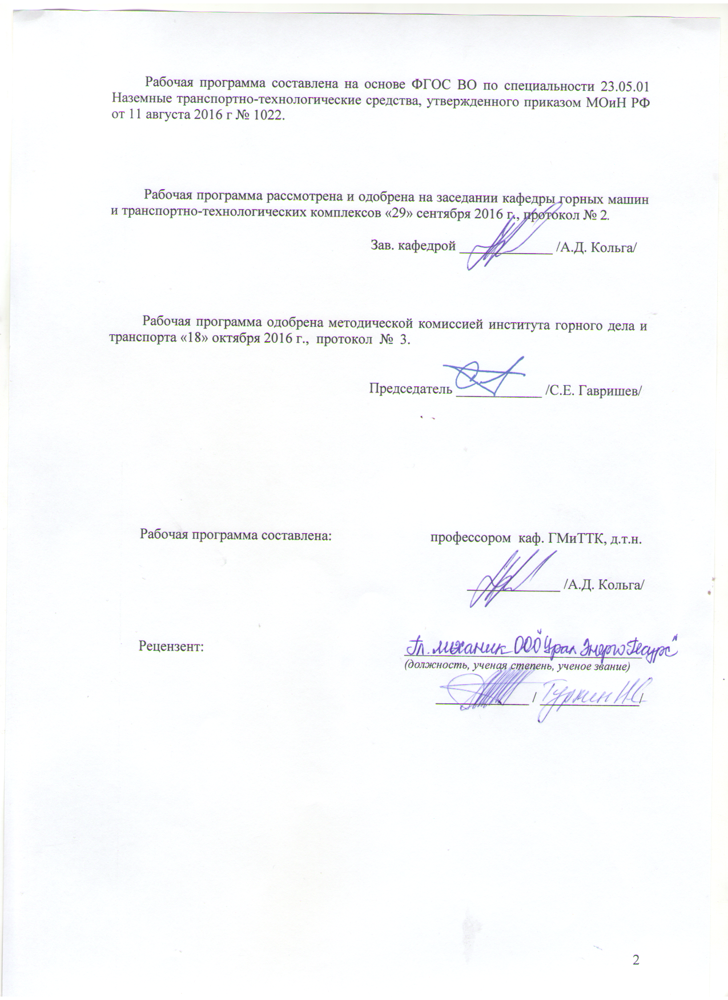 Рабочая программа составлена на основе ФГОС ВО по специальности 23.05.01
Наземные транспортно-технологические средства, утвержденного приказом МОиН РФ
от 11 августа 2016 г № 1022.
Рабочая программа рассмотрена и одобрена на заседании кафедры горных машин
и транспортно-технологических комплексов «29» сентября 2016 г., протокол № 2.
Зав. кафедрой ____________ /А.Д. Кольга/
Рабочая программа одобрена методической комиссией института горного дела и
транспорта «18» октября 2016 г., протокол № 3.
Председатель ___________ /С.Е. Гавришев/
Рабочая программа составлена: профессором каф. ГМиТТК, д.т.н.
____________ /А.Д. Кольга/
Рецензент: Гл. механик ООО "УралЭнергоРесурс"
(должность, ученая степень, ученое звание)
____________ / Туркин И.С. /
2